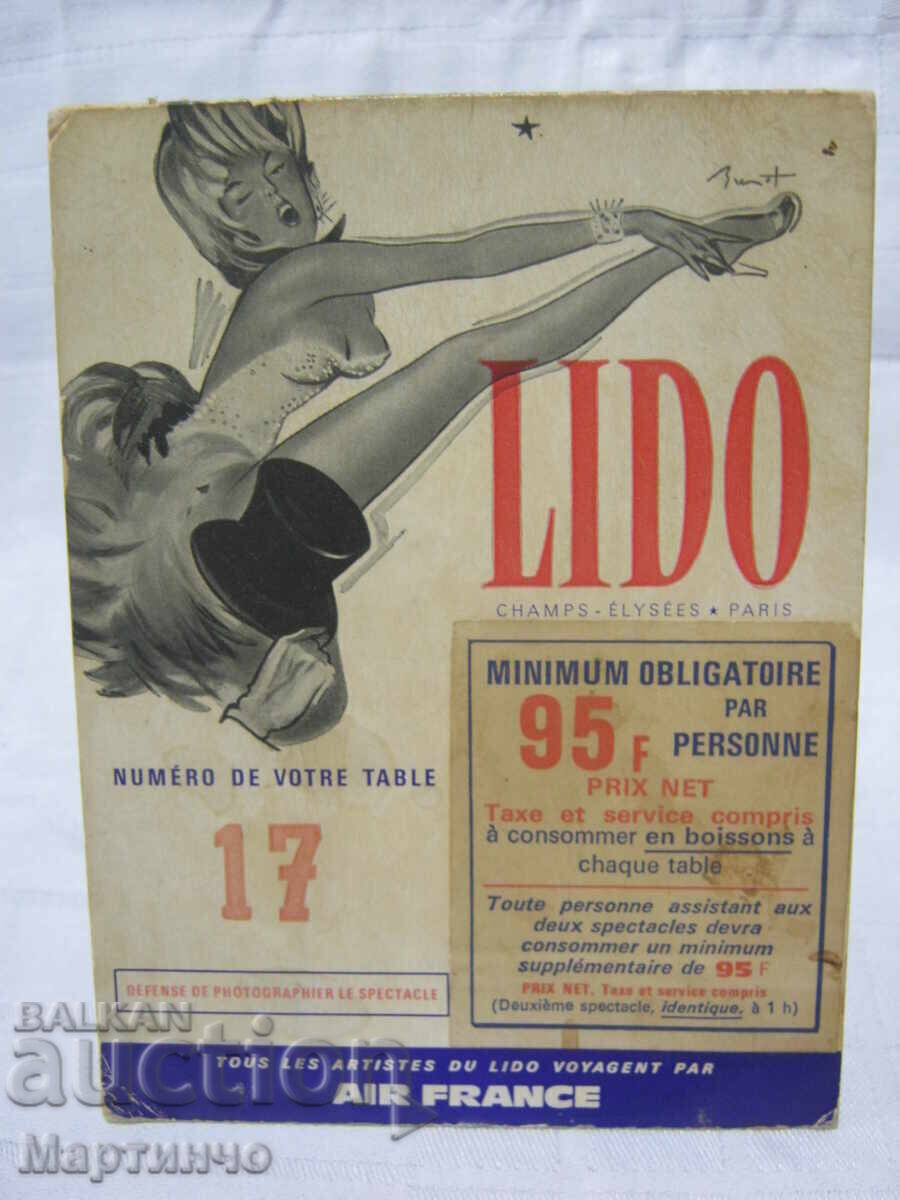 LIDO
CHAMPS-ÉLYSÉES ★ PARIS
MINIMUM OBLIGATOIRE
95 F PAR
PERSONNE
PRIX NET
Taxe et service compris
à consommer en boissons à
chaque table
Toute personne assistant aux
deux spectacles devra
consommer un minimum
supplémentaire de 95 F
PRIX NET. Taxe et service compris
(Deuxième spectacle, identique, à 1 h)
NUMÉRO DE VOTRE TABLE
17
DÉFENSE DE PHOTOGRAPHIER LE SPECTACLE
TOUS LES ARTISTES DU LIDO VOYAGENT PAR
AIR FRANCE
BALKAN
auction
Мартинчо